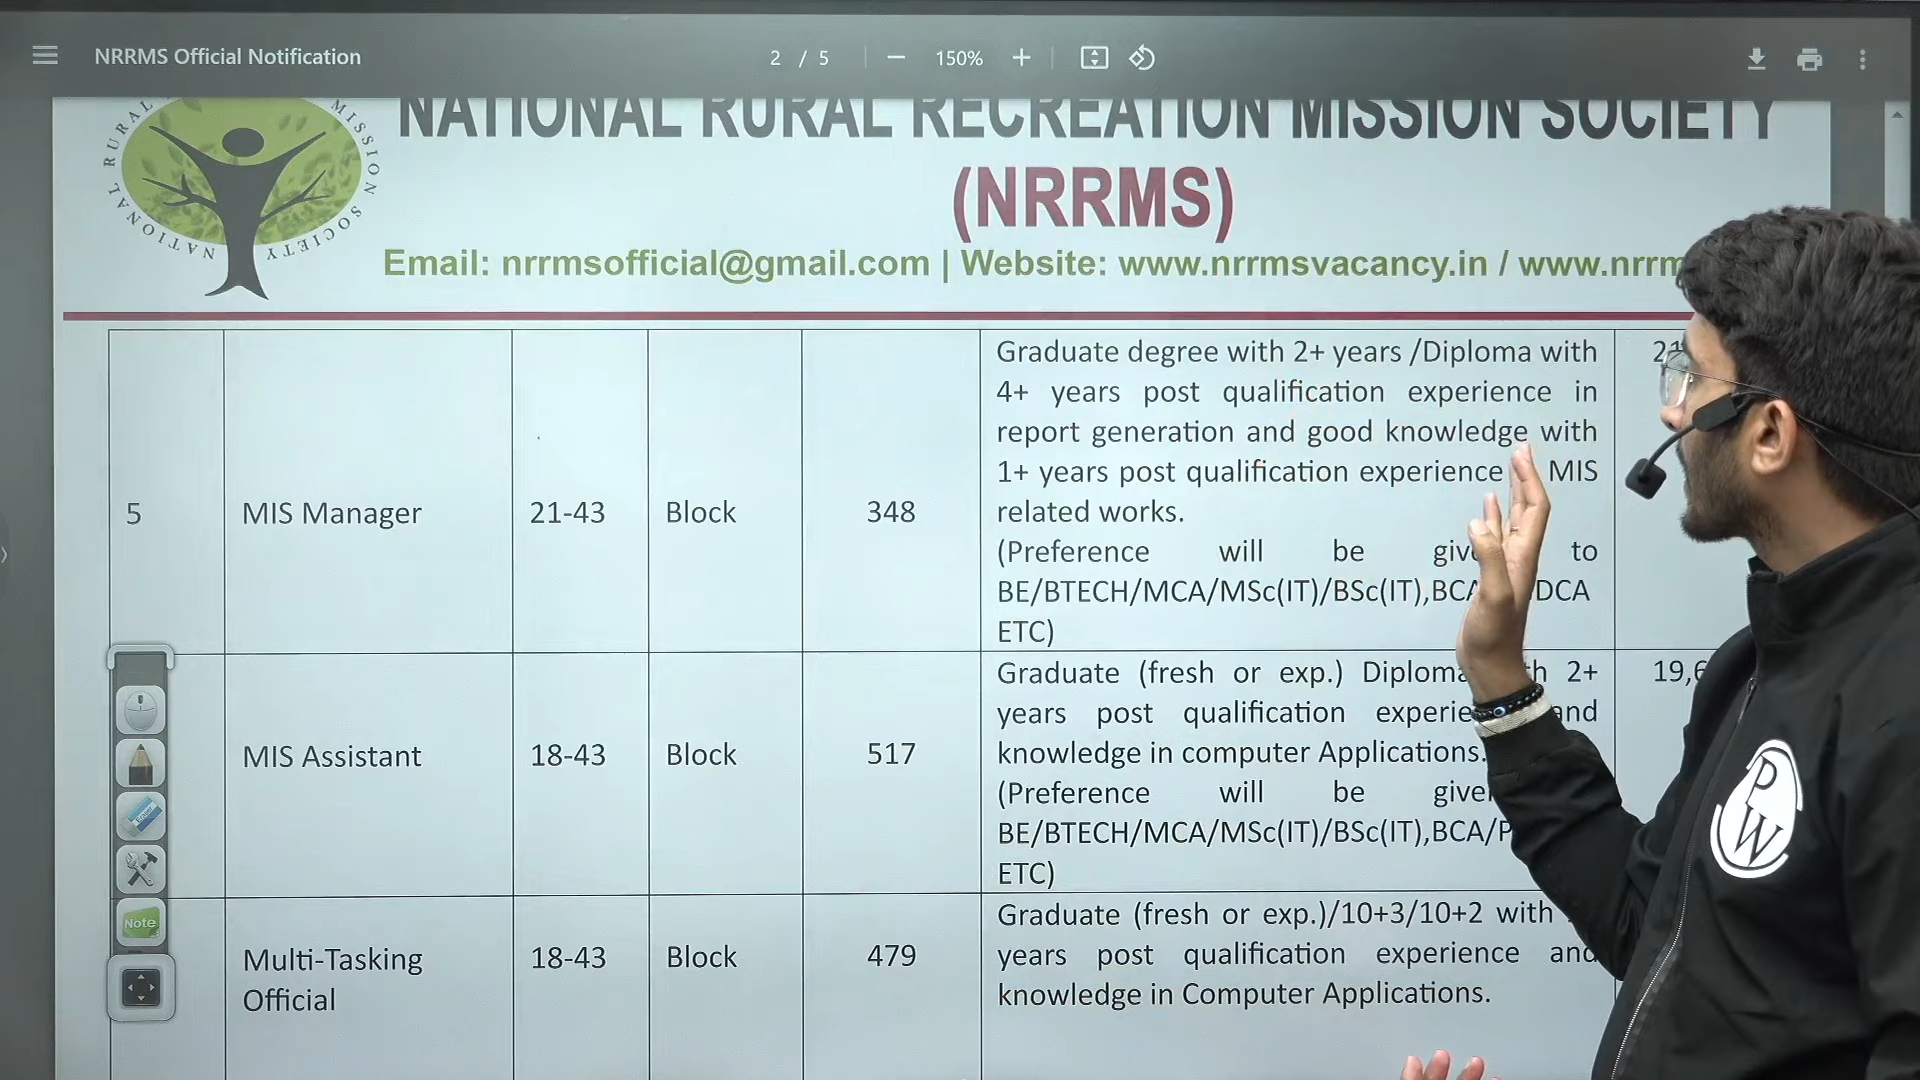 NRRMS Official Notification
2 / 5
150%
NATIONAL RURAL RECREATION MISSION SOCIETY
(NRRMS)
Email: nrrmsofficial@gmail.com | Website: www.nrrmsvacancy.in /
NATIONAL RURAL MISSION SOCIETY
5
MIS Manager
21-43
Block
348
Graduate degree with 2+ years /Diploma with
4+ years post qualification experience in
report generation and good knowledge with
1+ years post qualification experience MIS
related works.
(Preference will be to
BE/BTECH/MCA/MSc(IT)/BSc(IT),
ETC)
MIS Assistant
18-43
Block
517
Graduate (fresh or exp.) 2+
years post qualification and
knowledge in computer Applications.
(Preference will be
BE/BTECH/MCA/MSc(IT)/BSc(IT),
ETC)
Multi-Tasking
Official
18-43
Block
479
Graduate (fresh or exp.)/10+3/10+2 with
years post qualification experience and
knowledge in Computer Applications.
Note
PW